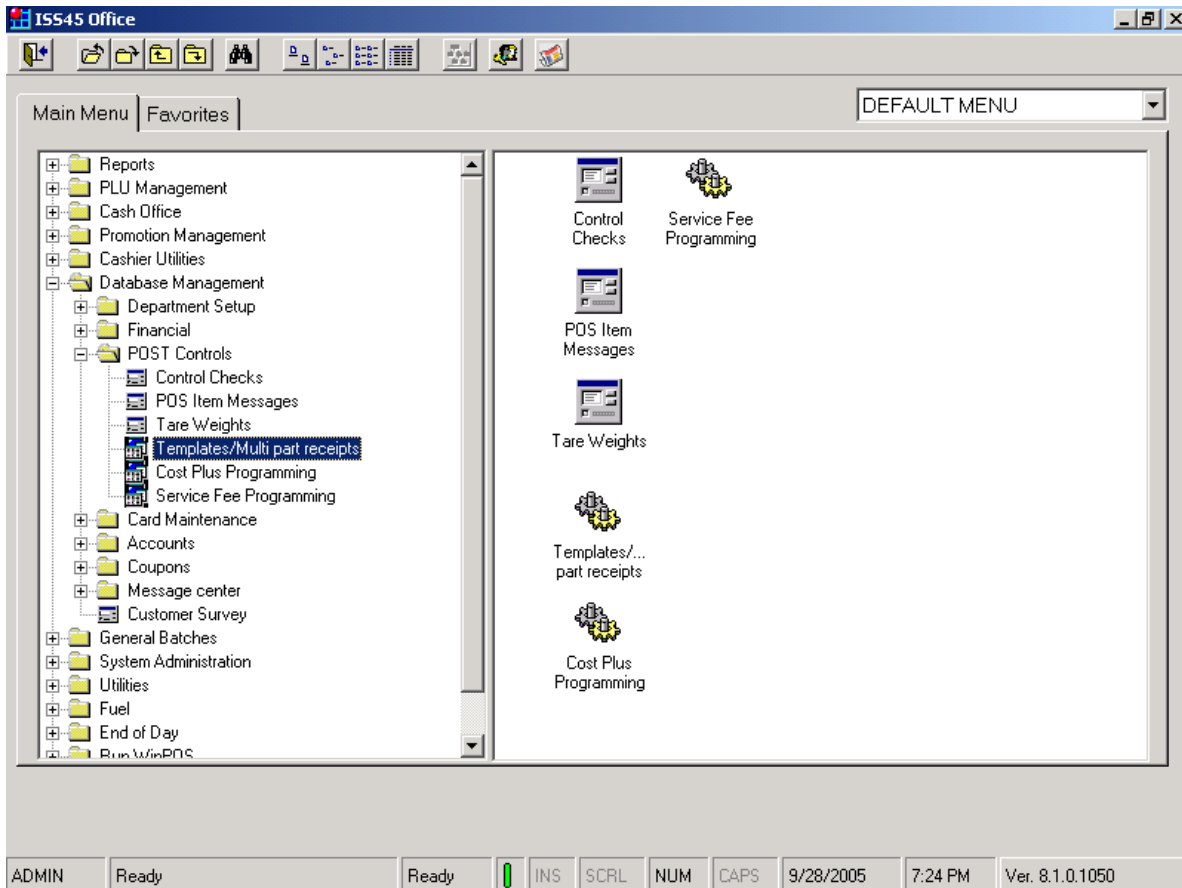 ISS45 Office
Main Menu
Favorites
DEFAULT MENU
Reports
PLU Management
Cash Office
Promotion Management
Cashier Utilities
Database Management
Department Setup
Financial
POST Controls
Control Checks
POS Item Messages
Tare Weights
Templates/Multi part receipts
Cost Plus Programming
Service Fee Programming
Card Maintenance
Accounts
Coupons
Message center
Customer Survey
General Batches
System Administration
Utilities
Fuel
End of Day
Run WinPOS
Control
Checks
Service Fee
Programming
POS Item
Messages
Tare Weights
Templates/...
part receipts
Cost Plus
Programming
ADMIN
Ready
Ready
INS
SCRL
NUM
CAPS
9/28/2005
7:24 PM
Ver. 8.1.0.1050